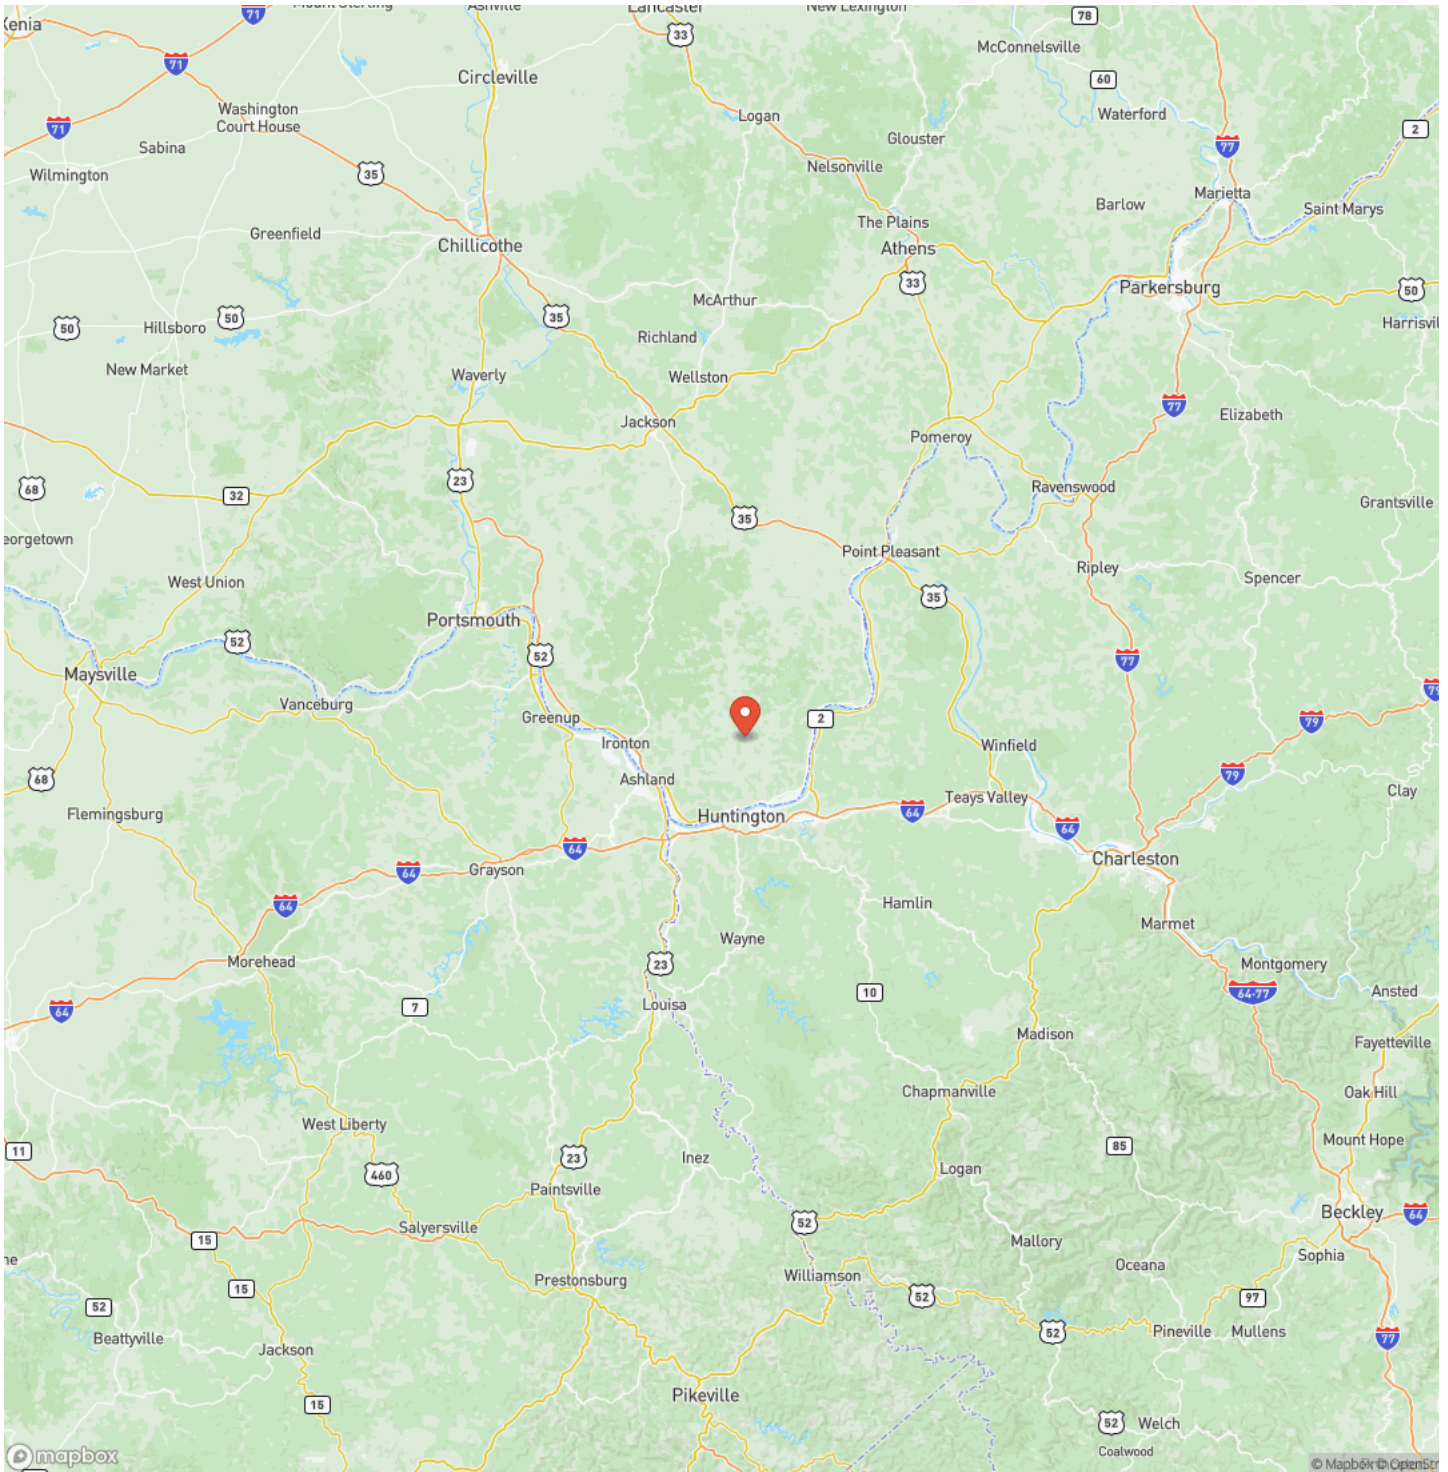 Mount Sterling
Ashville
Lancaster
New Lexington
78
Xenia
71
33
McConnelsville
71
Circleville
60
Washington
Court House
Logan
Waterford
71
Glouster
2
Sabina
Nelsonville
77
Wilmington
35
Marietta
Barlow
Saint Marys
The Plains
Greenfield
Chillicothe
Athens
33
Parkersburg
50
McArthur
50
50
35
Hillsboro
Richland
Harrisvil
New Market
Waverly
Wellston
77
Elizabeth
Jackson
Pomeroy
68
32
23
Ravenswood
Grantsville
35
eorgetown
Point Pleasant
West Union
Ripley
Spencer
35
Portsmouth
52
52
77
Maysville
79
Vanceburg
Greenup
2
79
Ironton
Winfield
68
Ashland
79
Clay
Teays Valley
Flemingsburg
Huntington
64
64
64
Charleston
64
Grayson
64
Hamlin
Marmet
Wayne
Morehead
23
Montgomery
10
64-77
Ansted
64
7
Louisa
Madison
Fayetteville
Chapmanville
Oak Hill
West Liberty
11
85
Mount Hope
23
Inez
Logan
460
Paintsville
Beckley
64
Salyersville
52
15
Mallory
Sophia
Oceana
Prestonsburg
Williamson
15
52
97
52
Beattyville
52
Pineville
Mullens
77
Jackson
Pikeville
15
52
Welch
Coalwood
mapbox
© Mapbox © OpenStr